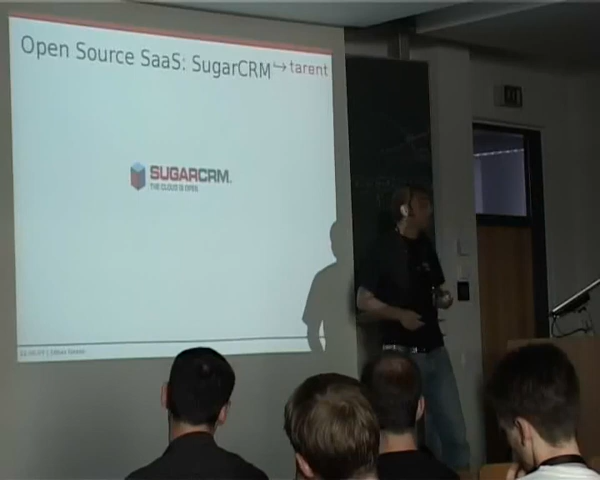 Open Source SaaS: SugarCRM
tarent
SUGARCRM.
THE CLOUD IS OPEN